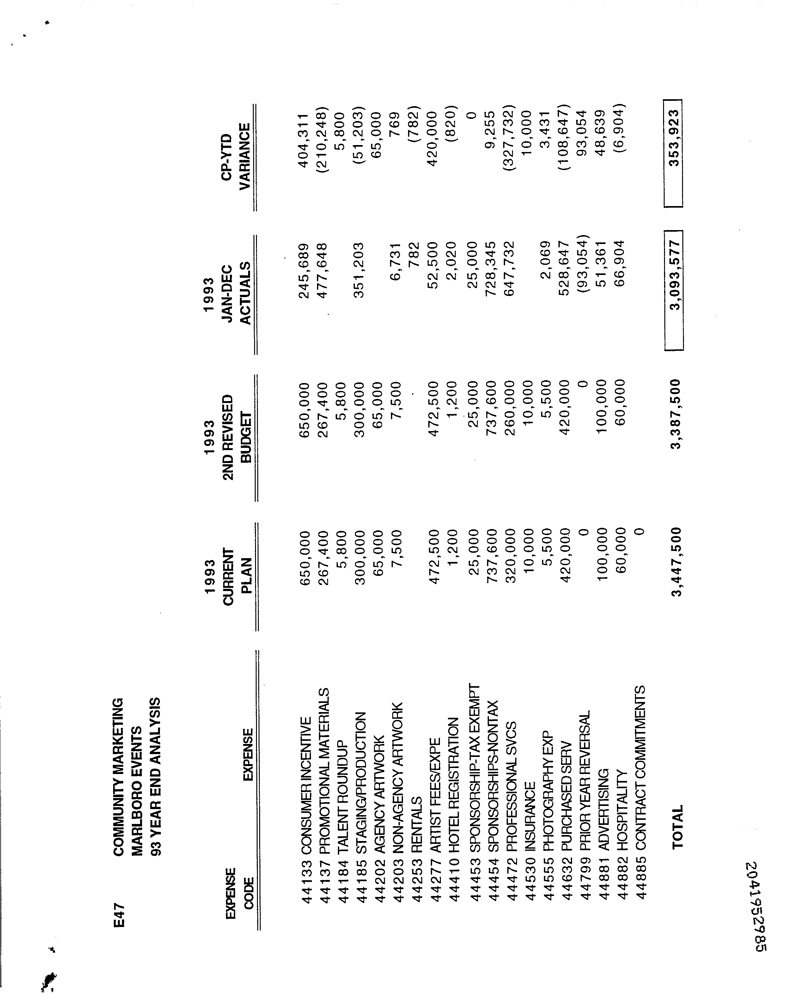 E47 COMMUNITY MARKETING
MARLBORO EVENTS
93 YEAR END ANALYSIS
1993 1993 1993
EXPENSE CURRENT 2ND REVISED JAN-DEC CP-YTD
CODE EXPENSE PLAN BUDGET ACTUALS VARIANCE
44133 CONSUMER INCENTIVE 650,000 650,000 245,689 404,311
44137 PROMOTIONAL MATERIALS 267,400 267,400 477,648 (210,248)
44184 TALENT ROUNDUP 5,800 5,800 5,800
44185 STAGING/PRODUCTION 300,000 300,000 351,203 (51,203)
44202 AGENCY ARTWORK 65,000 65,000 65,000
44203 NON-AGENCY ARTWORK 7,500 7,500 6,731 769
44253 RENTALS 782 (782)
44277 ARTIST FEES/EXPE 472,500 472,500 52,500 420,000
44410 HOTEL REGISTRATION 1,200 1,200 2,020 (820)
44453 SPONSORSHIP-TAX EXEMPT 25,000 25,000 25,000 0
44454 SPONSORSHIPS-NONTAX 737,600 737,600 728,345 9,255
44472 PROFESSIONAL SVCS 320,000 260,000 647,732 (327,732)
44530 INSURANCE 10,000 10,000 10,000
44555 PHOTOGRAPHY EXP 5,500 5,500 2,069 3,431
44632 PURCHASED SERV 420,000 420,000 528,647 (108,647)
44799 PRIOR YEAR REVERSAL 0 0 (93,054) 93,054
44881 ADVERTISING 100,000 100,000 51,361 48,639
44882 HOSPITALITY 60,000 60,000 66,904 (6,904)
44885 CONTRACT COMMITMENTS 0
TOTAL 3,447,500 3,387,500 3,093,577 353,923
2041952985